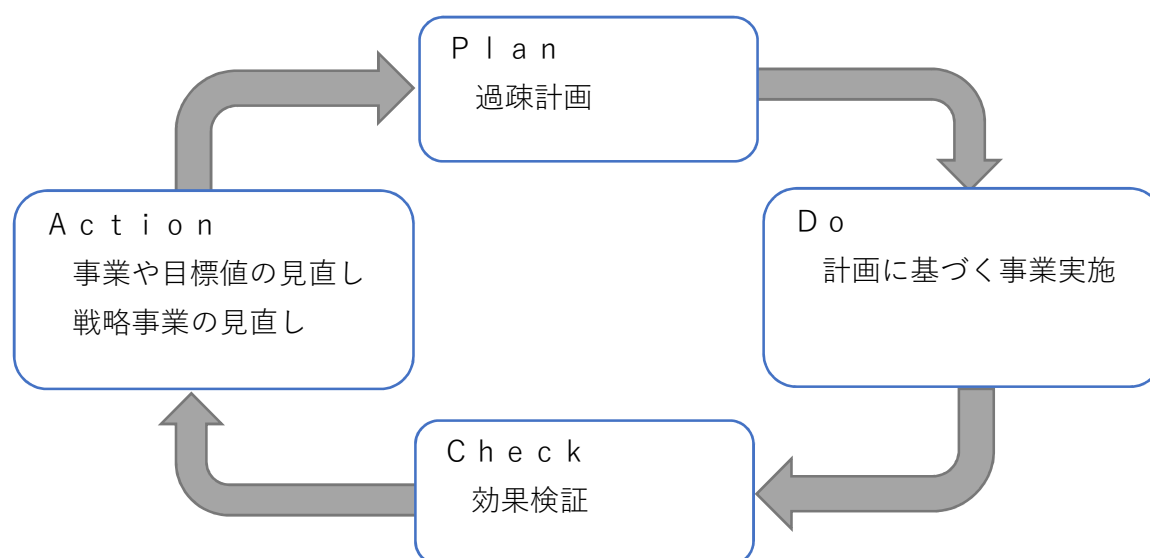 Plan
過疎計画
Do
計画に基づく事業実施
Check
効果検証
Action
事業や目標値の見直し
戦略事業の見直し